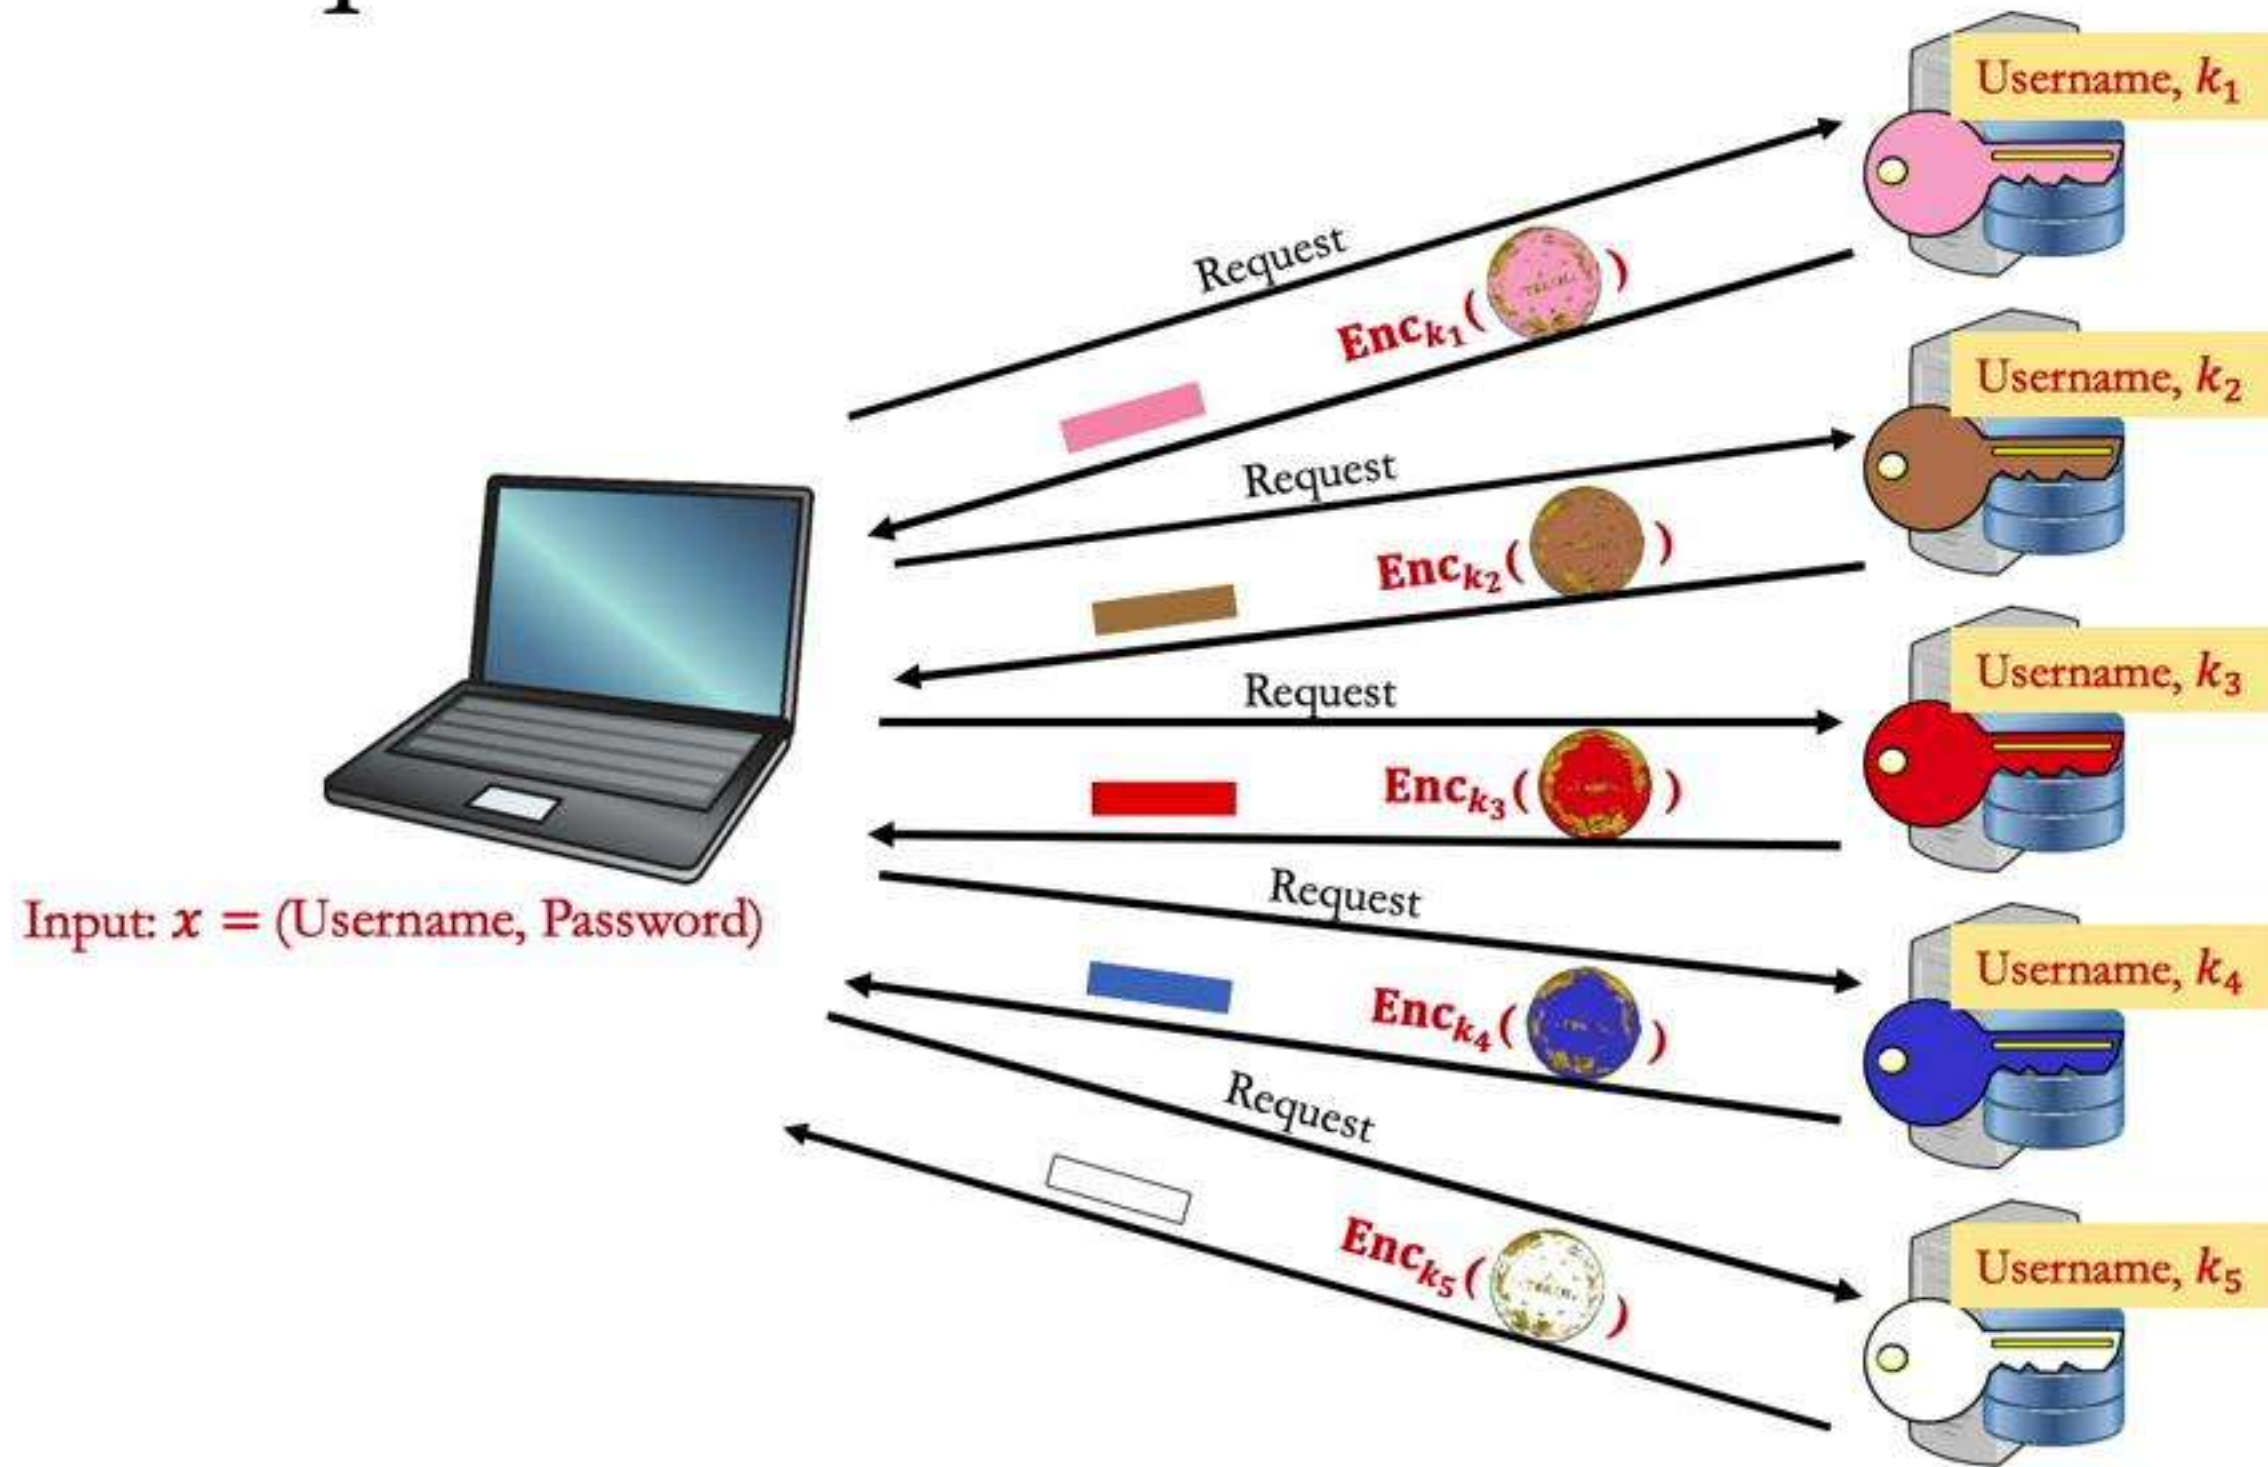 Username, k₁
Request
Enc_k₁( )
Username, k₂
Request
Enc_k₂( )
Username, k₃
Request
Enc_k₃( )
Input: x = (Username, Password)
Request
Username, k₄
Enc_k₄( )
Request
Username, k₅
Enc_k₅( )